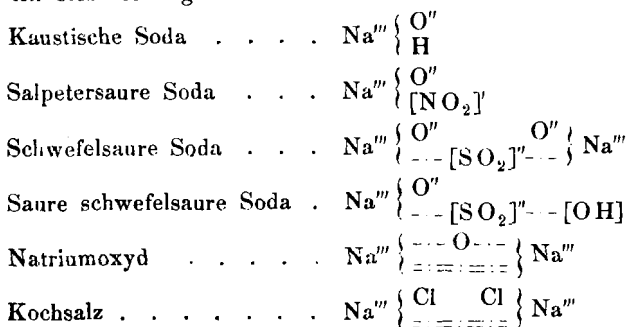 Kaustische Soda . . . . Na‴ { O″ H
Salpetersaure Soda . . . Na‴ { O″ [NO₂]′
Schwefelsaure Soda . . . Na‴ { O″ - - [SO₂]″ - - O″ } Na‴
Saure schwefelsaure Soda . Na‴ { O″ - - [SO₂]″ - - [OH]
Natriumoxyd . . . . . Na‴ { - - - O - - - } Na‴
Kochsalz . . . . . . . Na‴ { Cl Cl } Na‴